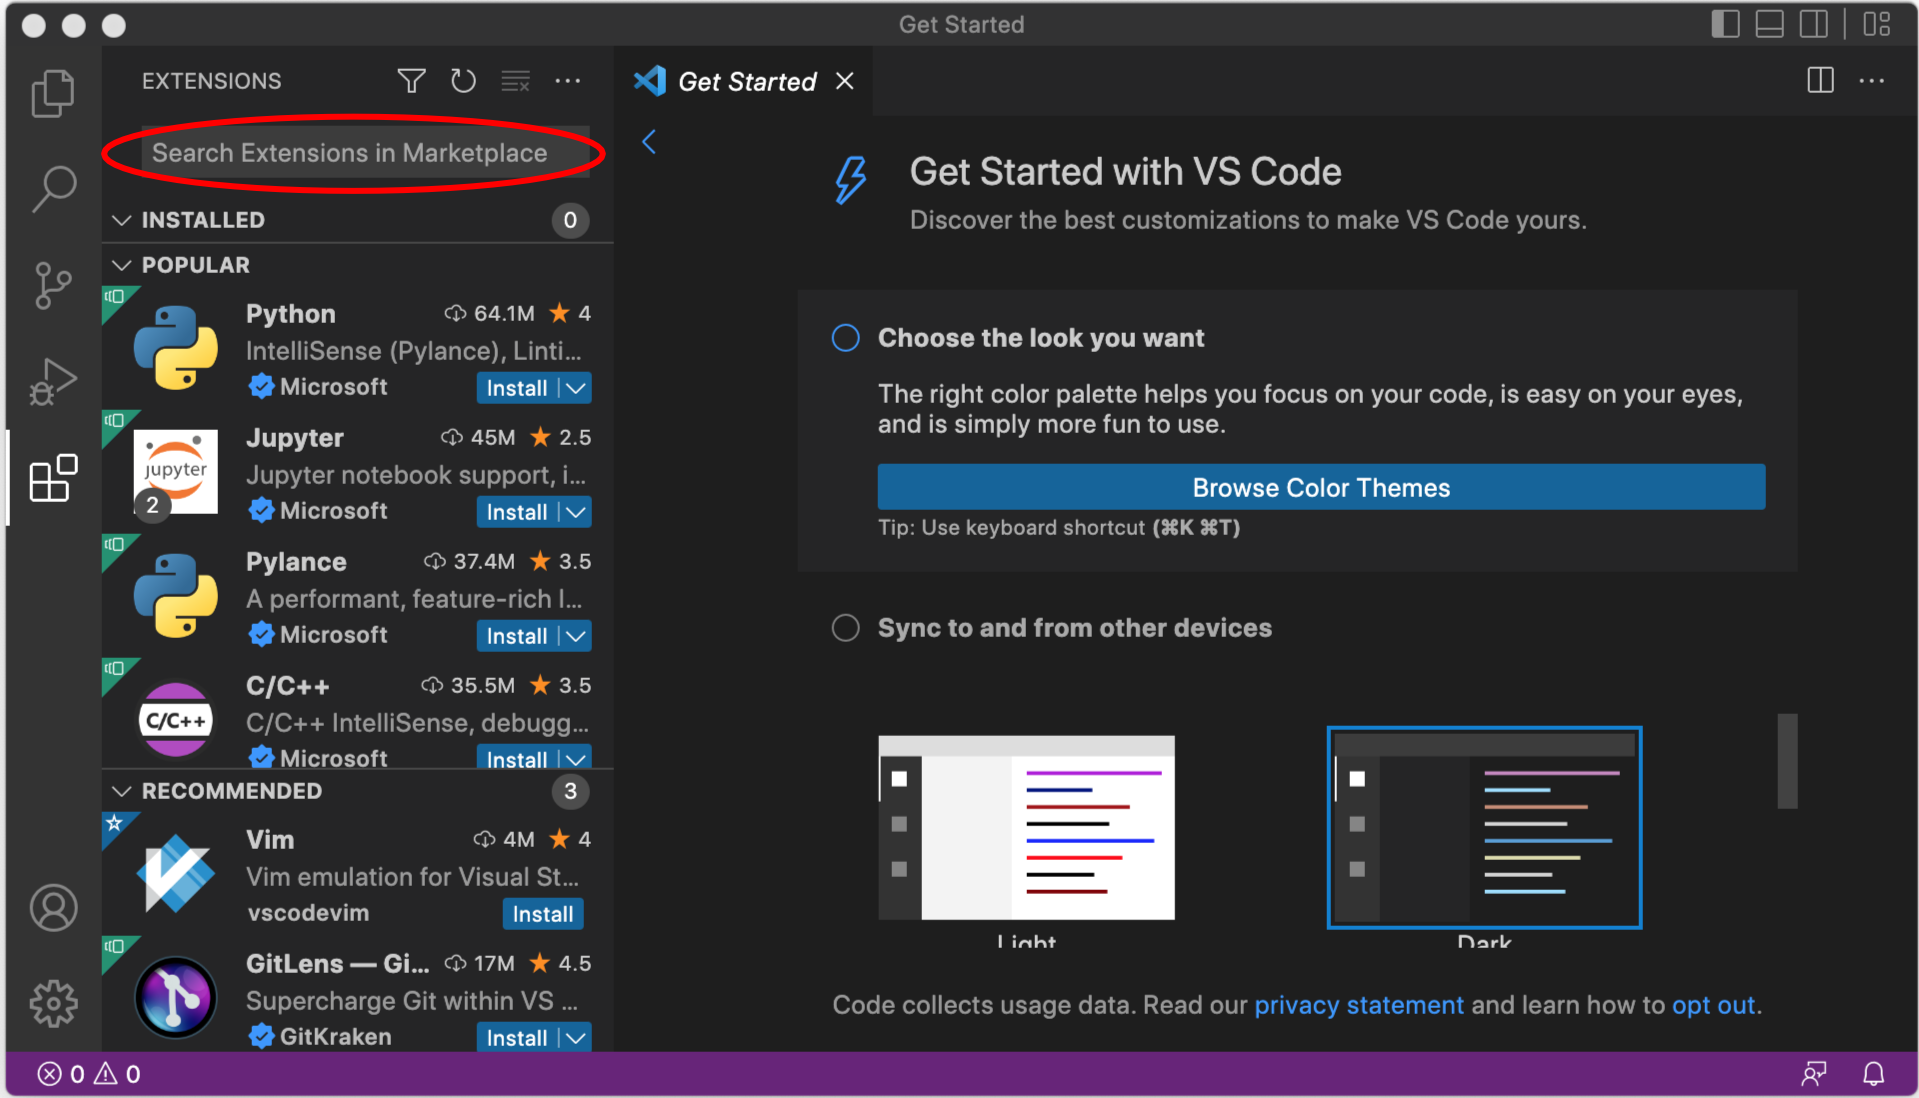 Get Started
EXTENSIONS
Search Extensions in Marketplace
INSTALLED 0
POPULAR
Python 64.1M 4
IntelliSense (Pylance), Linti...
Microsoft Install
Jupyter 45M 2.5
jupyter
2
Jupyter notebook support, i...
Microsoft Install
Pylance 37.4M 3.5
A performant, feature-rich l...
Microsoft Install
C/C++ 35.5M 3.5
C/C++
C/C++ IntelliSense, debugg...
Microsoft Install
RECOMMENDED 3
Vim 4M 4
Vim emulation for Visual St...
vscodevim Install
GitLens — Gi... 17M 4.5
Supercharge Git within VS ...
GitKraken Install
Get Started
Get Started with VS Code
Discover the best customizations to make VS Code yours.
Choose the look you want
The right color palette helps you focus on your code, is easy on your eyes,
and is simply more fun to use.
Browse Color Themes
Tip: Use keyboard shortcut (⌘K ⌘T)
Sync to and from other devices
Light Dark
Code collects usage data. Read our privacy statement and learn how to opt out.
0 0